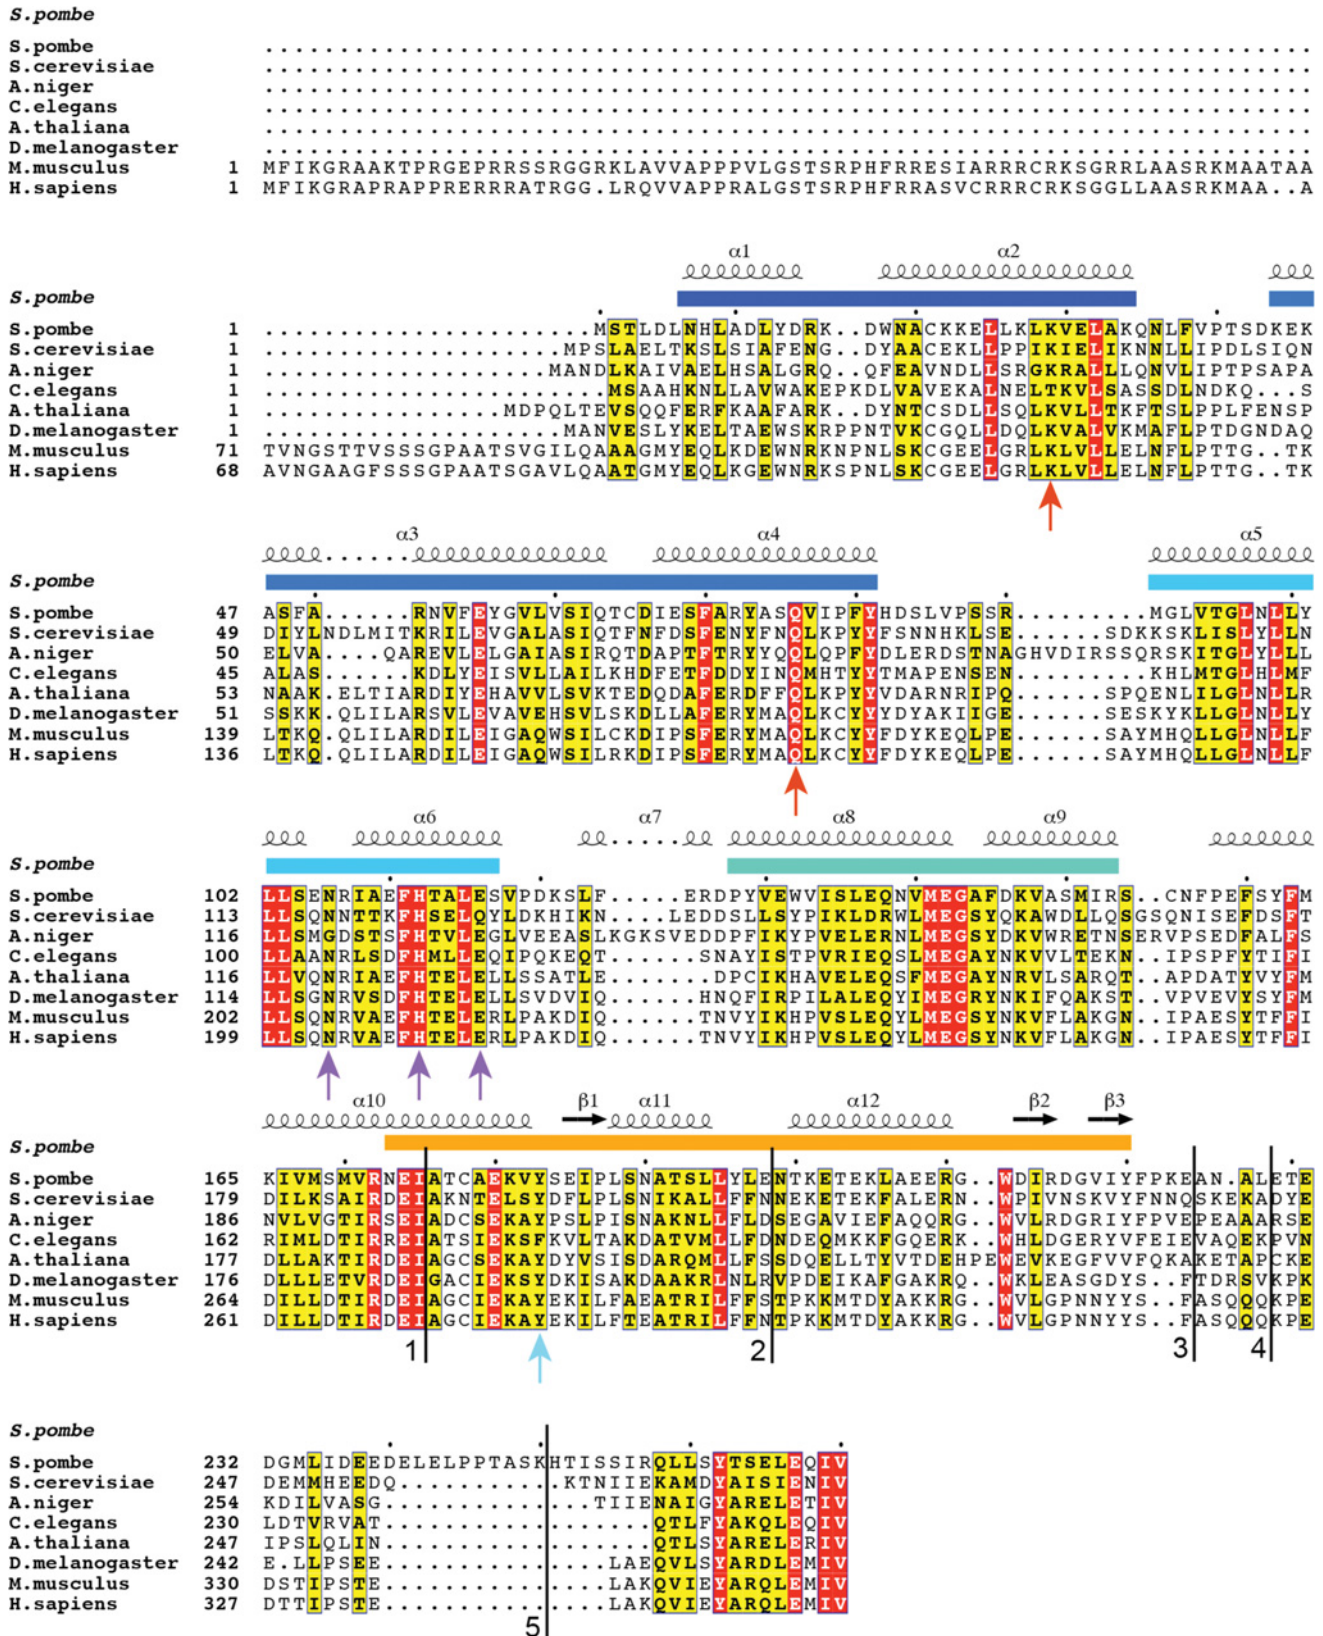 S.pombe
S.pombe ......................................................................
S.cerevisiae ......................................................................
A.niger ......................................................................
C.elegans ......................................................................
A.thaliana ......................................................................
D.melanogaster ......................................................................
M.musculus 1 MFIKGRAAKTPRGEPRRSSRGGRKLAVVAPPPVLGSTSRPHFRRESIARRRCRKSGRRLAASRKMAATAA
H.sapiens 1 MFIKGRAPRAPPRERRRATRGG.LRQVVAPPRALGSTSRPHFRRASVCRRRCRKSGGLLAASRKMAA..A
α1 α2
S.pombe
S.pombe 1 ......................MSTLDLNHLADLYDRK..DWNACKKELLKLKVELAKQNLFVPTSDKEK
S.cerevisiae 1 ....................MPSLAELTKSLSIAFENG..DYAACEKLLPPIKIELIKNNLLIPDLSIQN
A.niger 1 ...................MANDLKAIVAELHSALGRQ..QFEAVNDLLSRGKRALLLQNVLIPTPSAPA
C.elegans 1 .......................MSAAHKNLLAVWAKEPKDLVAVEKALNELTKVLSASSDLNDKQ...S
A.thaliana 1 ................MDPQLTEVSQQFERFKAAFARK..DYNTCSDLLSQLKVLLTKFTSLPPLFENSP
D.melanogaster 1 ....................MANVESLYKELTAEWSKRPPNTVKCGQLLDQLKVALVKMAFLPTDGNDAQ
M.musculus 71 TVNGSTTVSSSGPAATSVGILQAAAGMYEQLKDEWNRKSPNLSKCGEELGRLKLVLLELNFLPTTG..TK
H.sapiens 68 AVNGAAGFSSSGPAATSGAVLQAATGMYEQLKGEWNRKSPNLSKCGEELGRLKLVLLELNFLPTTG..TK
α3 α4 α5
S.pombe
S.pombe 47 ASFA......RNVFEYGVLVSIQTCDIESFARYASQVIPFYHDSLVPSSR.........MGLVTGLNLLY
S.cerevisiae 49 DIYLNDLMITKRILEVGALASIQTFNFDSFENYFNQLKPYYFSNNHKLSE......SDKKSKLISLYLLN
A.niger 50 ELVA....QAREVLELGAIASIRQTDAPTFTRYYQQLQPFYDLERDSTNAGHVDIRSSQRSKITGLYLLL
C.elegans 45 ALAS......KDLYEISVLLAILKHDFETFDDYINQMHTYYTMAPENSEN.........KHLMTGLHLMF
A.thaliana 53 NAAK.ELTIARDIYEHAVVLSVKTEDQDAFERDFFQLKPYYVDARNRIPQ......SPQENLILGLNLLR
D.melanogaster 51 SSKK.QLILARSVLEVAVEHSVLSKDLLAFERYMAQLKCYYYDYAKIIGE......SESKYKLLGLNLLY
M.musculus 139 LTKQ.QLILARDILEIGAQWSILCKDIPSFERYMAQLKCYYFDYKEQLPE......SAYMHQLLGLNLLF
H.sapiens 136 LTKQ.QLILARDILEIGAQWSILRKDIPSFERYMAQLKCYYFDYKEQLPE......SAYMHQLLGLNLLF
α6 α7 α8 α9
S.pombe
S.pombe 102 LLSENRIAEFHTALESVPDKSLF.....ERDPYVEWVISLEQNVMEGAFDKVASMIRS..CNFPEFSYFM
S.cerevisiae 113 LLSQNNTTKFHSELQYLDKHIKN.....LEDDSLLSYPIKLDRWLMEGSYQKAWDLLQSGSQNISEFDSFT
A.niger 116 LLSMGDSTSFHTVLEGLVEEASLKGKSVEDDPFIKYPVELERNLMEGSYDKVWRETNSERVPSEDFALFS
C.elegans 100 LLAANRLSDFHMLLEQIPQKEQT......SNAYISTPVRIEQSLMEGAYNKVVLTEKN..IPSPFYTIFI
A.thaliana 116 LLVQNRIAEFHTELELLSSATLE.......DPCIKHAVELEQSFMEGAYNRVLSARQT..APDATYVYFM
D.melanogaster 114 LLSGNRVSDFHTELELLSVDVIQ......HNQFIRPILALEQYIMEGRYNKIFQAKST..VPVEVYSYFM
M.musculus 202 LLSQNRVAEFHTELERLPAKDIQ......TNVYIKHPVSLEQYLMEGSYNKVFLAKGN..IPAESYTFFI
H.sapiens 199 LLSQNRVAEFHTELERLPAKDIQ......TNVYIKHPVSLEQYLMEGSYNKVFLAKGN..IPAESYTFFI
α10 β1 α11 α12 β2 β3
S.pombe
S.pombe 165 KIVMSMVRNEIATCAEKVYSEIPLSNATSLLYLENTKETEKLAEERG..WDIRDGVIYFPKEAN.ALETE
S.cerevisiae 179 DILKSAIRDEIAKNTELSYDFLPLSNIKALLFFNNEKETEKFALERN..WPIVNSKVYFNNQSKEKADYE
A.niger 186 NVLVGTIRSEIADCSEKAYPSLPISNAKNLLFLDSEGAVIEFAQQRG..WVLRDGRIYFPVEPEAAARSE
C.elegans 162 RIMLDTIRREIATSIEKSFKVLTAKDATVMLLFDNDEQMKKFGQERK..WHLDGERYVFEIEVAQEKPVN
A.thaliana 177 DLLAKTIRDEIAGCSEKAYDYVSISDARQMLLFSSDQELLTYVTDEHPEWEVKEGFVVFQKAKETAPCKE
D.melanogaster 176 DLLLETVRDEIGACIEKSYDKISAKDAAKRLNLRVPDEIKAFGAKRQ..WKLEASGDYS..FTDRSVKPK
M.musculus 264 DILLDTIRDEIAGCIEKAYEKILFAEATRILFFSTPKKMTDYAKKRG..WVLGPNNYYS..FASQQQKPE
H.sapiens 261 DILLDTIRDEIAGCIEKAYEKILFTEATRILFFNTPKKMTDYAKKRG..WVLGPNNYYS..FASQQQKPE
1 2 3 4
S.pombe
S.pombe 232 DGMLIDEEDELELPPTASKHTISSIRQLLSYTSELEQIV
S.cerevisiae 247 DEMMHEEDQ...........KTNIIEKAMDYAISIENIV
A.niger 254 KDILVASG..............TIIENAIGYARELETIV
C.elegans 230 LDTVRVAT..................QTLFYAKQLEQIV
A.thaliana 247 IPSLQLIN..................QTLSYARELERIV
D.melanogaster 242 E.LLPSEE...............LAEQVLSYARDLEMIV
M.musculus 330 DSTIPSTE...............LAKQVIEYARQLEMIV
H.sapiens 327 DTTIPSTE...............LAKQVIEYARQLEMIV
5